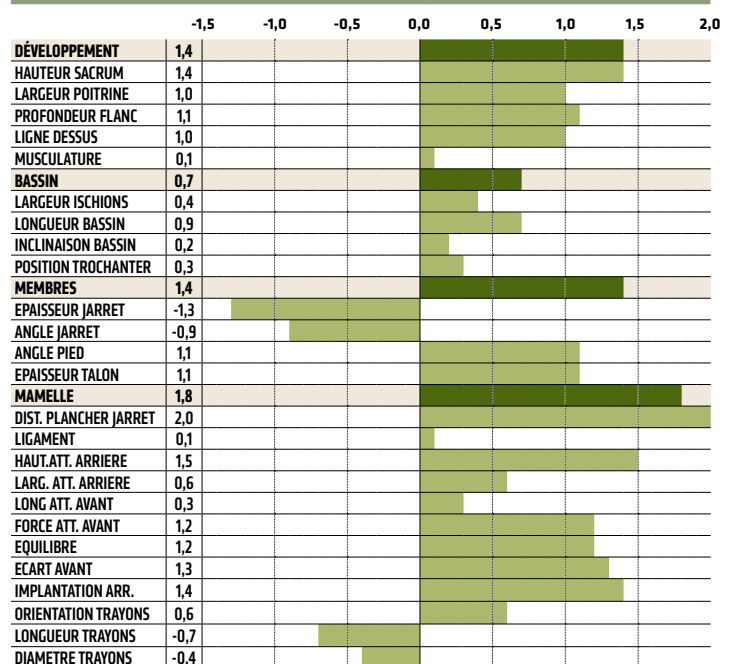 -1,5 -1,0 -0,5 0,0 0,5 1,0 1,5 2,0
DÉVELOPPEMENT 1,4
HAUTEUR SACRUM 1,4
LARGEUR POITRINE 1,0
PROFONDEUR FLANC 1,1
LIGNE DESSUS 1,0
MUSCULATURE 0,1
BASSIN 0,7
LARGEUR ISCHIONS 0,4
LONGUEUR BASSIN 0,9
INCLINAISON BASSIN 0,2
POSITION TROCHANTER 0,3
MEMBRES 1,4
EPAISSEUR JARRET -1,3
ANGLE JARRET -0,9
ANGLE PIED 1,1
EPAISSEUR TALON 1,1
MAMELLE 1,8
DIST. PLANCHER JARRET 2,0
LIGAMENT 0,1
HAUT.ATT. ARRIERE 1,5
LARG. ATT. ARRIERE 0,6
LONG ATT. AVANT 0,3
FORCE ATT. AVANT 1,2
EQUILIBRE 1,2
ECART AVANT 1,3
IMPLANTATION ARR. 1,4
ORIENTATION TRAYONS 0,6
LONGUEUR TRAYONS -0,7
DIAMETRE TRAYONS -0,4